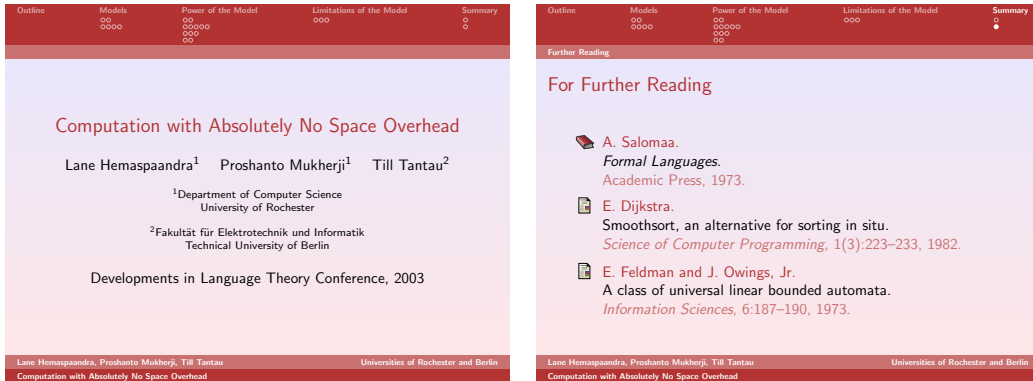 Outline Models Power of the Model Limitations of the Model Summary
Computation with Absolutely No Space Overhead
Lane Hemaspaandra1 Proshanto Mukherji1 Till Tantau2
1Department of Computer Science
University of Rochester
2Fakultät für Elektrotechnik und Informatik
Technical University of Berlin
Developments in Language Theory Conference, 2003
Lane Hemaspaandra, Proshanto Mukherji, Till Tantau Universities of Rochester and Berlin
Computation with Absolutely No Space Overhead
Outline Models Power of the Model Limitations of the Model Summary
Further Reading
For Further Reading
A. Salomaa.
Formal Languages.
Academic Press, 1973.
E. Dijkstra.
Smoothsort, an alternative for sorting in situ.
Science of Computer Programming, 1(3):223–233, 1982.
E. Feldman and J. Owings, Jr.
A class of universal linear bounded automata.
Information Sciences, 6:187–190, 1973.
Lane Hemaspaandra, Proshanto Mukherji, Till Tantau Universities of Rochester and Berlin
Computation with Absolutely No Space Overhead